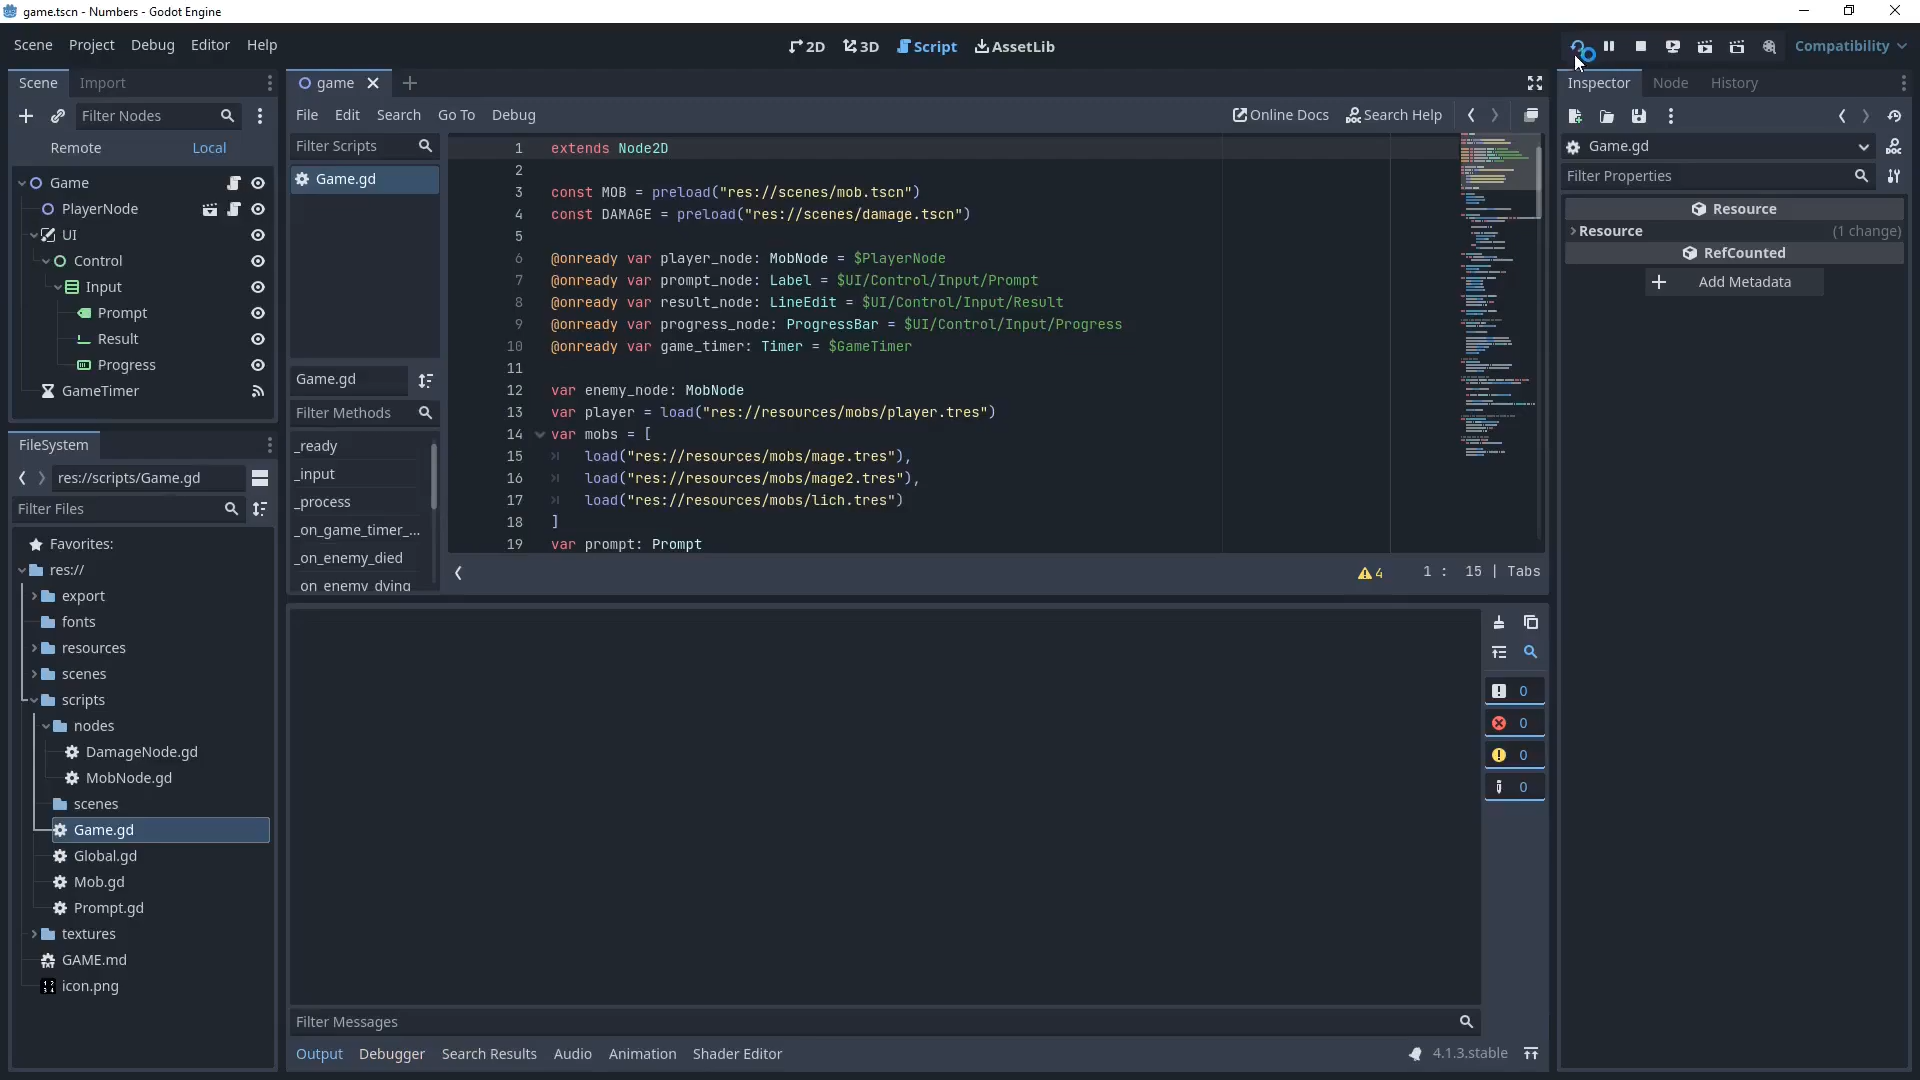 game.tscn - Numbers - Godot Engine
Scene Project Debug Editor Help
2D 3D Script AssetLib
Compatibility
Scene Import
Filter Nodes
Remote Local
Game
PlayerNode
UI
Control
Input
Prompt
Result
Progress
GameTimer
FileSystem
res://scripts/Game.gd
Filter Files
Favorites:
res://
export
fonts
resources
scenes
scripts
nodes
DamageNode.gd
MobNode.gd
scenes
Game.gd
Global.gd
Mob.gd
Prompt.gd
textures
GAME.md
icon.png
game
File Edit Search Go To Debug
Online Docs Search Help
Filter Scripts
Game.gd
Game.gd
Filter Methods
_ready
_input
_process
_on_game_timer_...
_on_enemy_died
_on_enemy_dying
1 extends Node2D
2
3 const MOB = preload("res://scenes/mob.tscn")
4 const DAMAGE = preload("res://scenes/damage.tscn")
5
6 @onready var player_node: MobNode = $PlayerNode
7 @onready var prompt_node: Label = $UI/Control/Input/Prompt
8 @onready var result_node: LineEdit = $UI/Control/Input/Result
9 @onready var progress_node: ProgressBar = $UI/Control/Input/Progress
10 @onready var game_timer: Timer = $GameTimer
11
12 var enemy_node: MobNode
13 var player = load("res://resources/mobs/player.tres")
14 var mobs = [
15 load("res://resources/mobs/mage.tres"),
16 load("res://resources/mobs/mage2.tres"),
17 load("res://resources/mobs/lich.tres")
18 ]
19 var prompt: Prompt
4 1 : 15 | Tabs
0
0
0
0
Filter Messages
Output Debugger Search Results Audio Animation Shader Editor
4.1.3.stable
Inspector Node History
Game.gd
Filter Properties
Resource
Resource (1 change)
RefCounted
Add Metadata